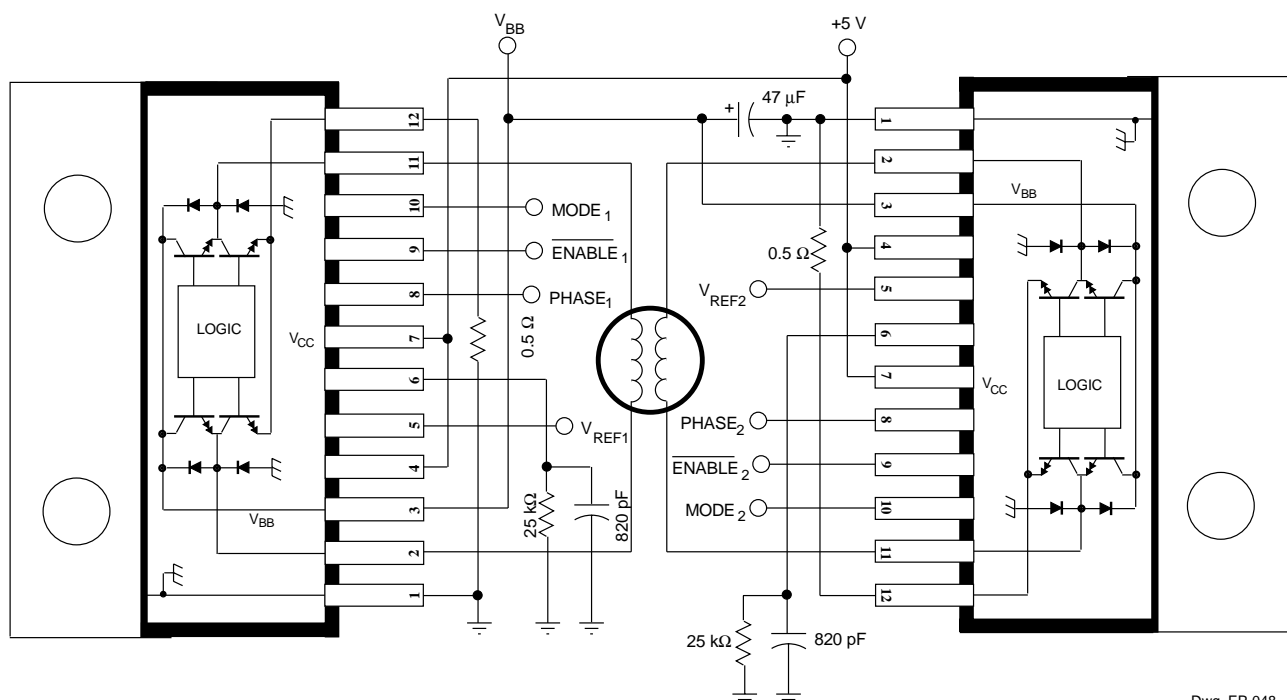 V_BB
+5 V
47 µF
+
12
11
10
9
8
7
6
5
4
3
2
1
MODE_1
ENABLE_1
PHASE_1
V_REF1
LOGIC
V_CC
V_BB
0.5 Ω
25 kΩ
820 pF
1
2
3
4
5
6
7
8
9
10
11
12
0.5 Ω
V_REF2
PHASE_2
ENABLE_2
MODE_2
V_BB
V_CC
LOGIC
25 kΩ
820 pF
Dwg. EP-048